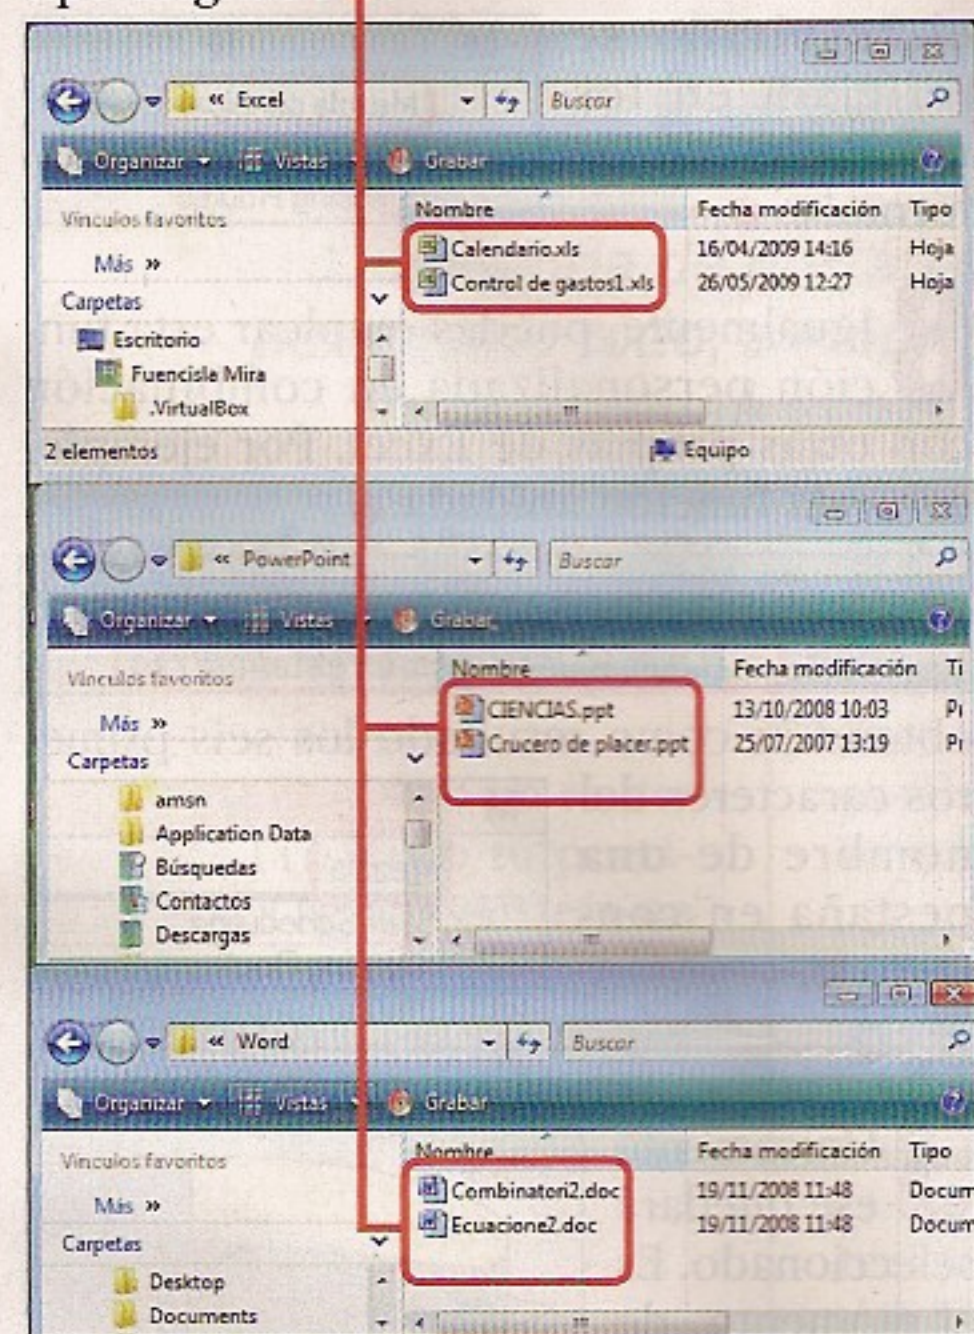 « Excel Buscar
Organizar Vistas Grabar
Vínculos favoritos
Más »
Carpetas
Escritorio
Fuencisla Mira
.VirtualBox
Nombre Fecha modificación Tipo
Calendario.xls 16/04/2009 14:16 Hoja
Control de gastos1.xls 26/05/2009 12:27 Hoja
2 elementos Equipo
« PowerPoint Buscar
Organizar Vistas Grabar
Vínculos favoritos
Más »
Carpetas
amsn
Application Data
Búsquedas
Contactos
Descargas
Nombre Fecha modificación Ti
CIENCIAS.ppt 13/10/2008 10:03 Pr
Crucero de placer.ppt 25/07/2007 13:19 Pr
« Word Buscar
Organizar Vistas Grabar
Vínculos favoritos
Más »
Carpetas
Desktop
Documents
Nombre Fecha modificación Tipo
Combinatori2.doc 19/11/2008 11:48 Docum
Ecuacione2.doc 19/11/2008 11:48 Docum